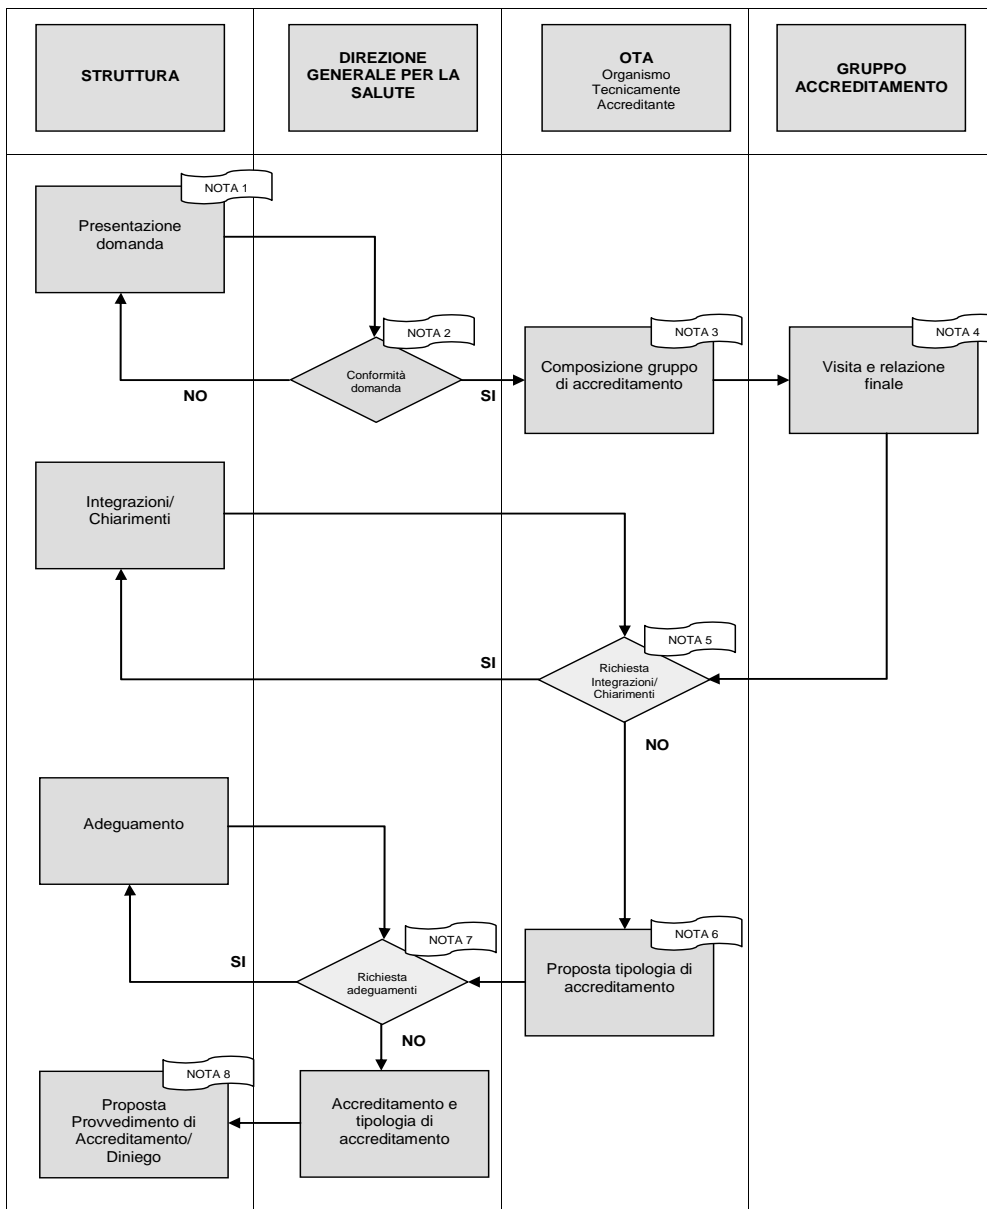 STRUTTURA
DIREZIONE
GENERALE PER LA
SALUTE
OTA
Organismo
Tecnicamente
Accreditante
GRUPPO
ACCREDITAMENTO
NOTA 1
Presentazione
domanda
NOTA 2
Conformità
domanda
NO
SI
NOTA 3
Composizione gruppo
di accreditamento
NOTA 4
Visita e relazione
finale
Integrazioni/
Chiarimenti
NOTA 5
Richiesta
Integrazioni/
Chiarimenti
SI
NO
Adeguamento
NOTA 6
Proposta tipologia di
accreditamento
NOTA 7
Richiesta
adeguamenti
SI
NO
NOTA 8
Proposta
Provvedimento di
Accreditamento/
Diniego
Accreditamento e
tipologia di
accreditamento